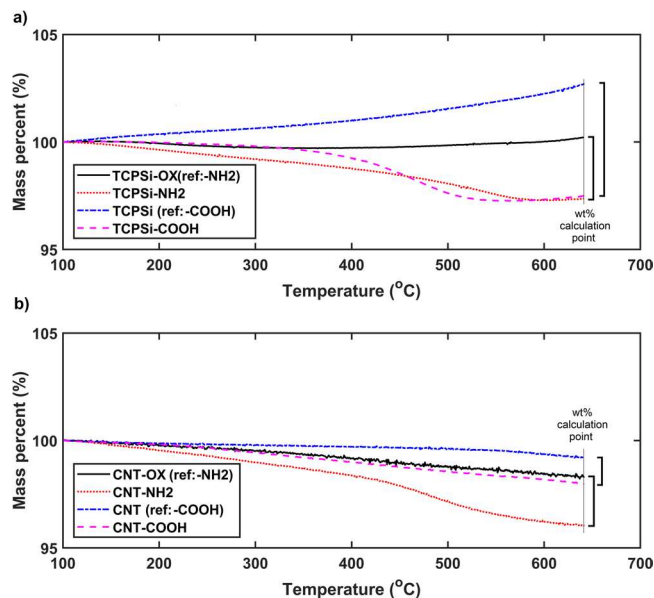 a)
105
100
95
Mass percent (%)
TCPSi-OX(ref:-NH2)
TCPSi-NH2
TCPSi (ref:-COOH)
TCPSi-COOH
wt%
calculation
point
100 200 300 400 500 600 700
Temperature (°C)
b)
105
100
95
Mass percent (%)
wt%
calculation
point
CNT-OX (ref:-NH2)
CNT-NH2
CNT (ref:-COOH)
CNT-COOH
100 200 300 400 500 600 700
Temperature (°C)